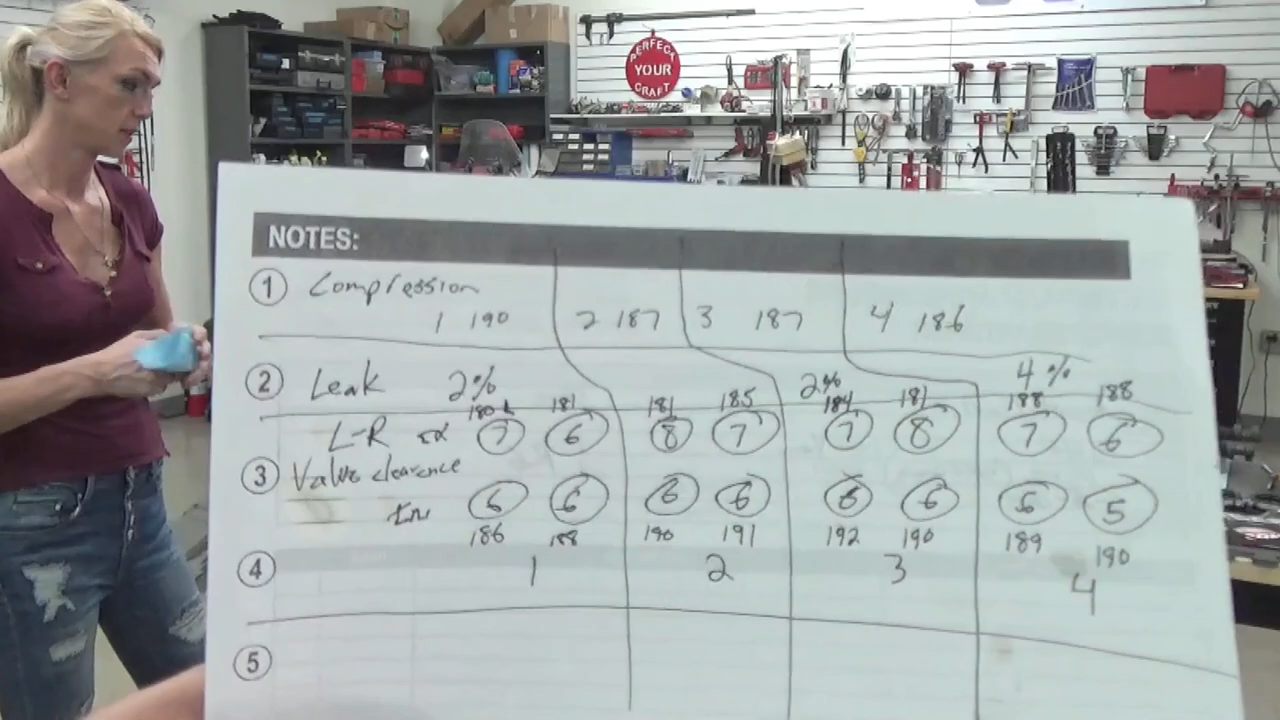 PERFECT
YOUR
CRAFT
NOTES:
① Compression
1 190 2 187 3 187 4 186
② Leak 2% 2% 4%
180 181 181 185 184 181 188 188
L-R ex 7 6 8 7 7 8 7 6
③ Valve clearence
In 6 6 6 6 6 6 5
186 188 190 191 192 190 189 190
④ 1 2 3 4
⑤